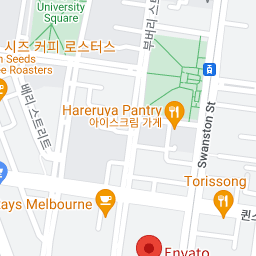 University
Square
시즈 커피 로스터스
n Seeds
ee Roasters
부버리 스트리트
배리 스트리트
Hareruya Pantry
아이스크림 가게
Swanston St
Torissong
ays Melbourne
퀸스
Envato